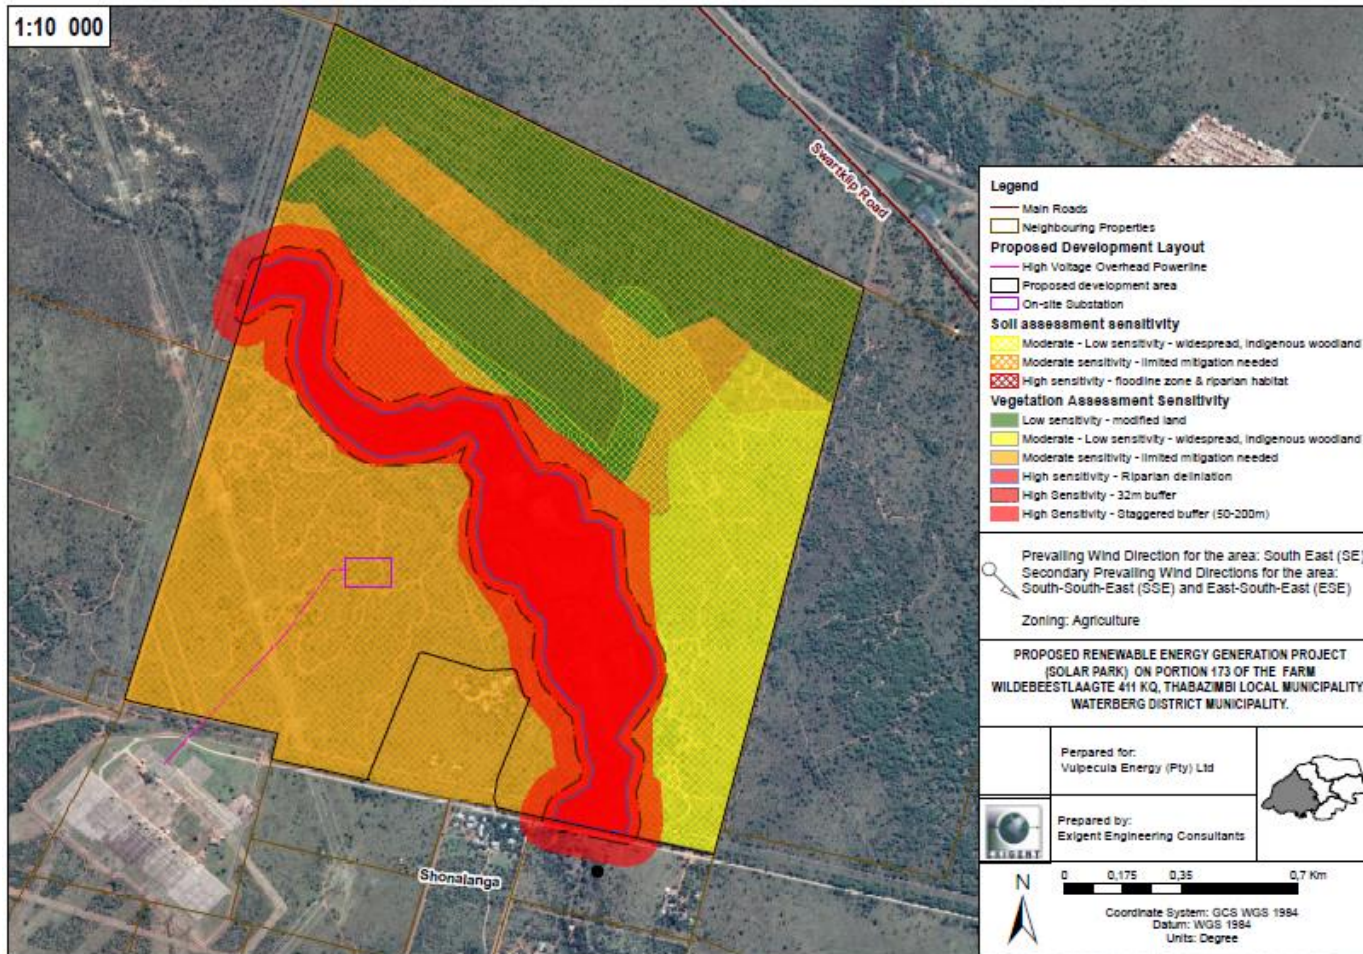 1:10 000
Swartklip Road
Shonalanga
Legend
Main Roads
Neighbouring Properties
Proposed Development Layout
High Voltage Overhead Powerline
Proposed development area
On-site Substation
Soil assessment sensitivity
Moderate - Low sensitivity - widespread, indigenous woodland
Moderate sensitivity - limited mitigation needed
High sensitivity - floodline zone & riparian habitat
Vegetation Assessment Sensitivity
Low sensitivity - modified land
Moderate - Low sensitivity - widespread, indigenous woodland
Moderate sensitivity - limited mitigation needed
High sensitivity - Riparian deliniation
High Sensitivity - 32m buffer
High Sensitivity - Staggered buffer (50-200m)
Prevailing Wind Direction for the area: South East (SE)
Secondary Prevailing Wind Directions for the area:
South-South-East (SSE) and East-South-East (ESE)
Zoning: Agriculture
PROPOSED RENEWABLE ENERGY GENERATION PROJECT
(SOLAR PARK) ON PORTION 173 OF THE FARM
WILDEBEESTLAAGTE 411 KQ, THABAZIMBI LOCAL MUNICIPALITY
WATERBERG DISTRICT MUNICIPALITY.
Perpared for:
Vulpecula Energy (Pty) Ltd
Prepared by:
Exigent Engineering Consultants
EXIGENT
N
0 0,175 0,35 0,7 Km
Coordinate System: GCS WGS 1984
Datum: WGS 1984
Units: Degree